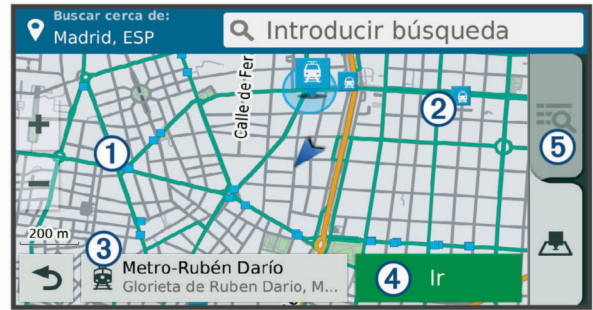 Buscar cerca de:
Madrid, ESP
Introducir búsqueda
Calle de Fer
2
1
5
200 m
3
Metro-Rubén Darío
Glorieta de Ruben Dario, M...
4
Ir